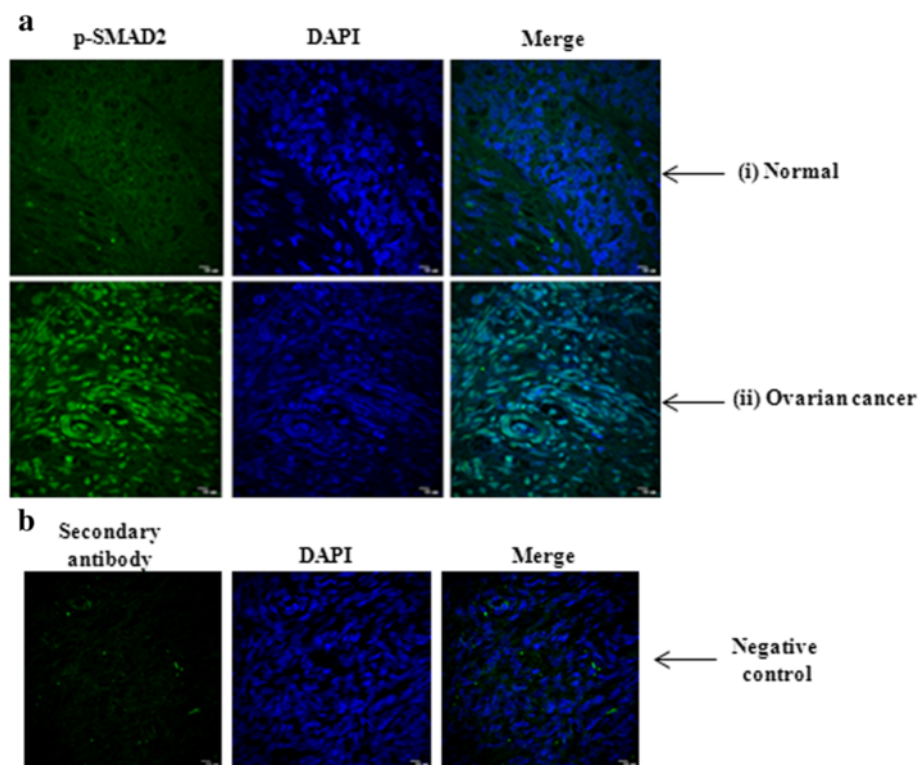 a
p-SMAD2 DAPI Merge
(i) Normal
(ii) Ovarian cancer
b
Secondary
antibody DAPI Merge
Negative
control